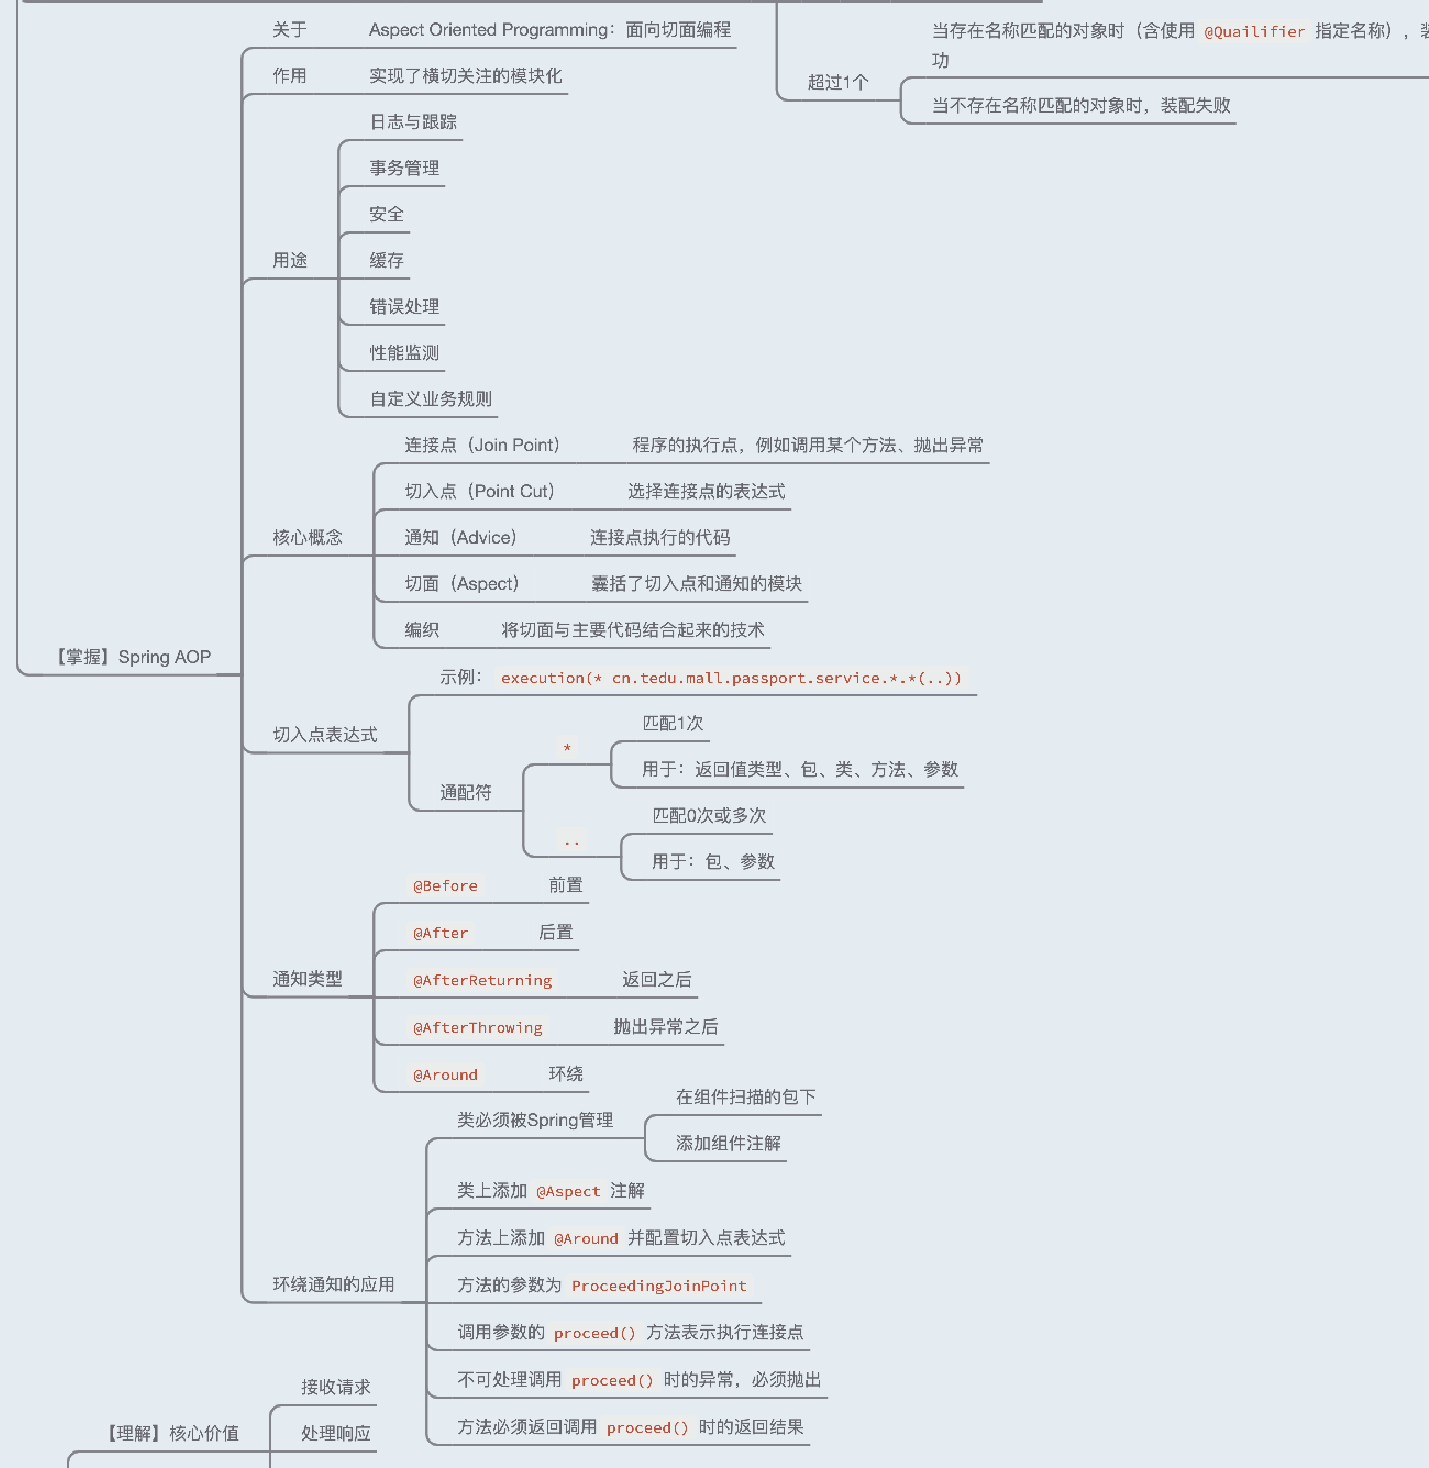 当存在名称匹配的对象时（含使用 @Quailifier 指定名称），
功
超过1个
当不存在名称匹配的对象时，装配失败
【掌握】Spring AOP
关于
Aspect Oriented Programming：面向切面编程
作用
实现了横切关注的模块化
用途
日志与跟踪
事务管理
安全
缓存
错误处理
性能监测
自定义业务规则
核心概念
连接点（Join Point） 程序的执行点，例如调用某个方法、抛出异常
切入点（Point Cut） 选择连接点的表达式
通知（Advice） 连接点执行的代码
切面（Aspect） 囊括了切入点和通知的模块
编织 将切面与主要代码结合起来的技术
切入点表达式
示例： execution(* cn.tedu.mall.passport.service.*.*(..))
通配符
*
匹配1次
用于：返回值类型、包、类、方法、参数
..
匹配0次或多次
用于：包、参数
通知类型
@Before 前置
@After 后置
@AfterReturning 返回之后
@AfterThrowing 抛出异常之后
@Around 环绕
环绕通知的应用
类必须被Spring管理
在组件扫描的包下
添加组件注解
类上添加 @Aspect 注解
方法上添加 @Around 并配置切入点表达式
方法的参数为 ProceedingJoinPoint
调用参数的 proceed() 方法表示执行连接点
不可处理调用 proceed() 时的异常，必须抛出
方法必须返回调用 proceed() 时的返回结果
【理解】核心价值
接收请求
处理响应